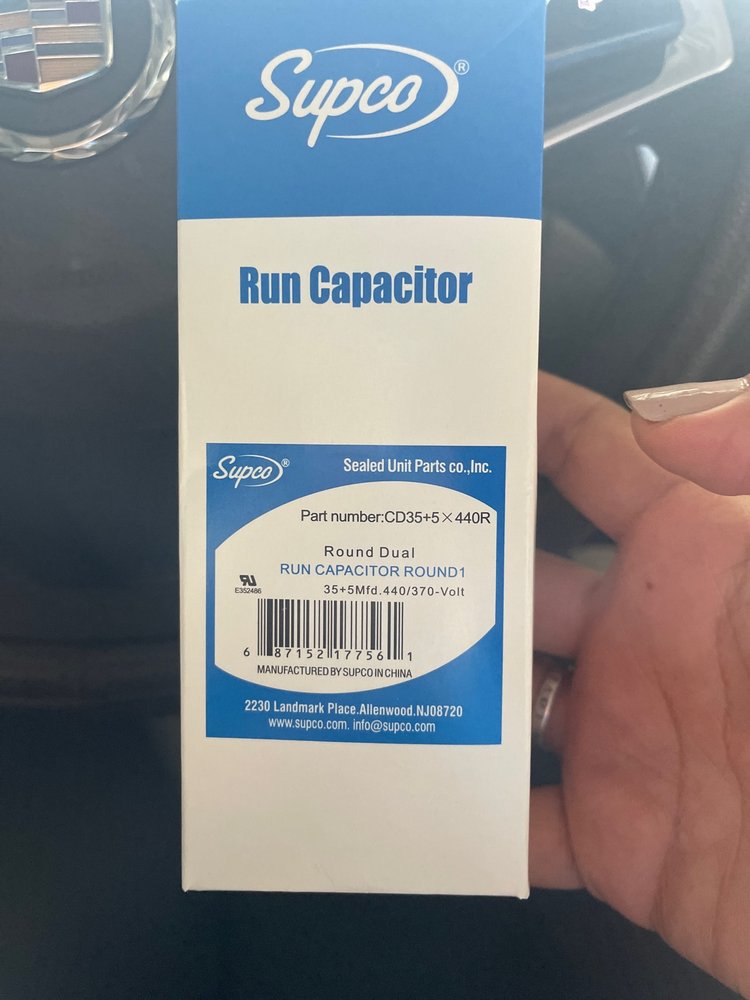 Supco®
Run Capacitor
Supco® Sealed Unit Parts co.,Inc.
Part number:CD35+5×440R
Round Dual
RUN CAPACITOR ROUND1
35+5Mfd.440/370-Volt
E352486
6 87152 17756 1
MANUFACTURED BY SUPCO IN CHINA
2230 Landmark Place.Allenwood.NJ08720
www.supco.com. info@supco.com